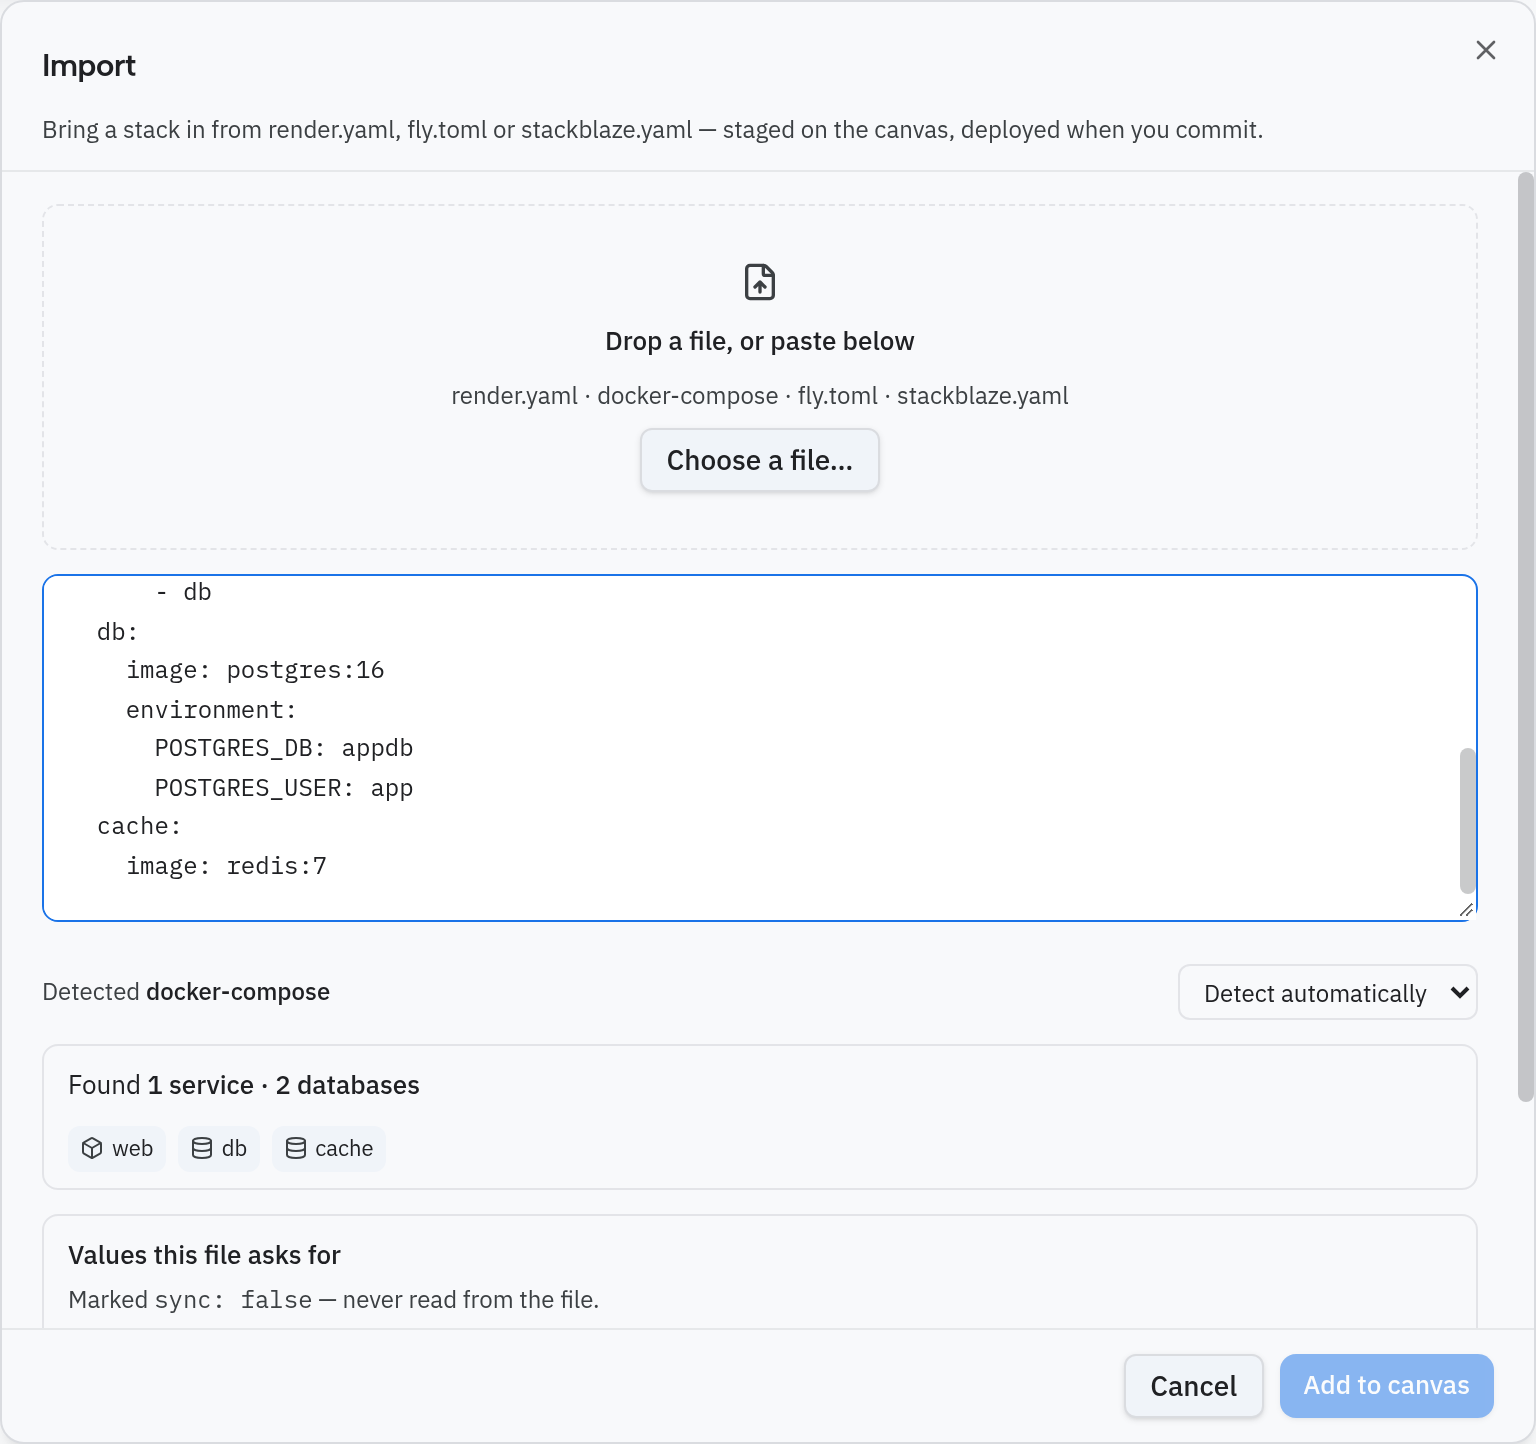 Import
Bring a stack in from render.yaml, fly.toml or stackblaze.yaml — staged on the canvas, deployed when you commit.
Drop a file, or paste below
render.yaml · docker-compose · fly.toml · stackblaze.yaml
Choose a file...
- db
db:
image: postgres:16
environment:
POSTGRES_DB: appdb
POSTGRES_USER: app
cache:
image: redis:7
Detected docker-compose
Detect automatically
Found 1 service · 2 databases
web db cache
Values this file asks for
Marked sync: false — never read from the file.
Cancel Add to canvas